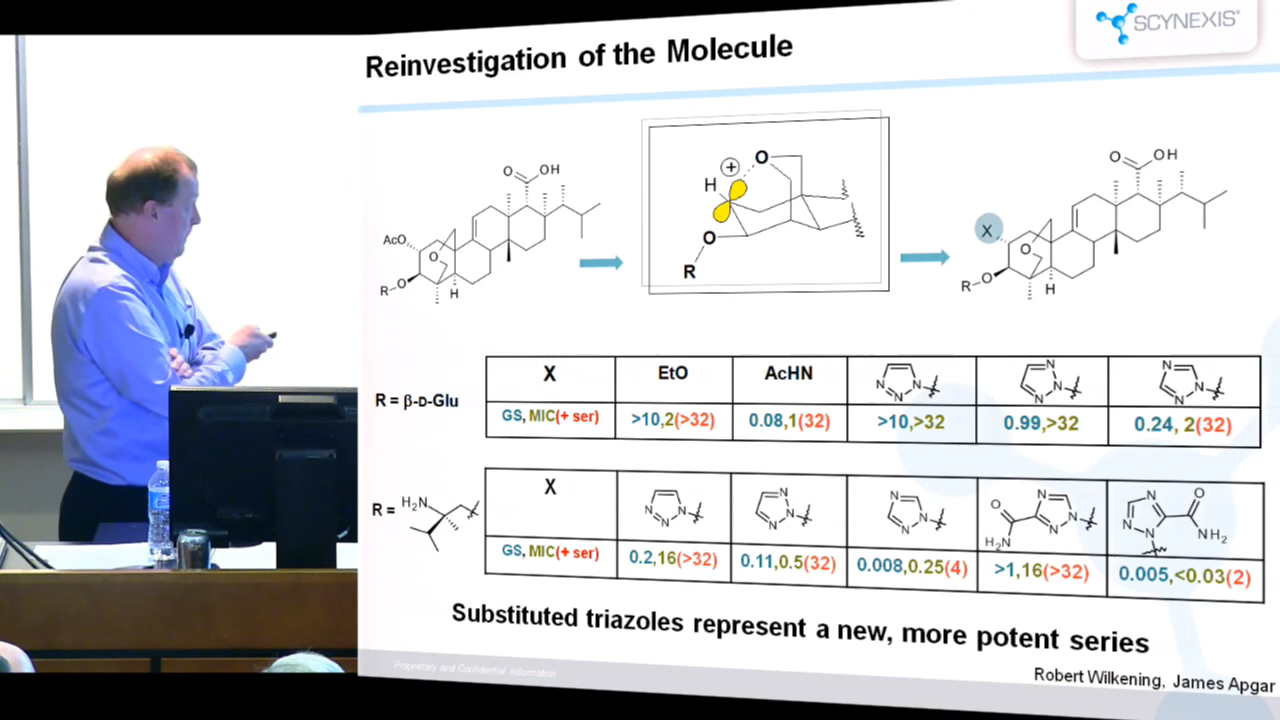 SCYNEXIS®
Reinvestigation of the Molecule
O OH
AcO
O
R-O
H
+
O
H
O
R
O OH
X
O
R-O
H
R = β-D-Glu
X EtO AcHN N N N N N N N N N
GS, MIC(+ ser) >10,2(>32) 0.08,1(32) >10,>32 0.99,>32 0.24, 2(32)
R = H₂N
X N N N N N N N N N O H₂N N N N N N N O NH₂
GS, MIC(+ ser) 0.2,16(>32) 0.11,0.5(32) 0.008,0.25(4) >1,16(>32) 0.005,<0.03(2)
Substituted triazoles represent a new, more potent series
Proprietary and Confidential Information
Robert Wilkening, James Apgar